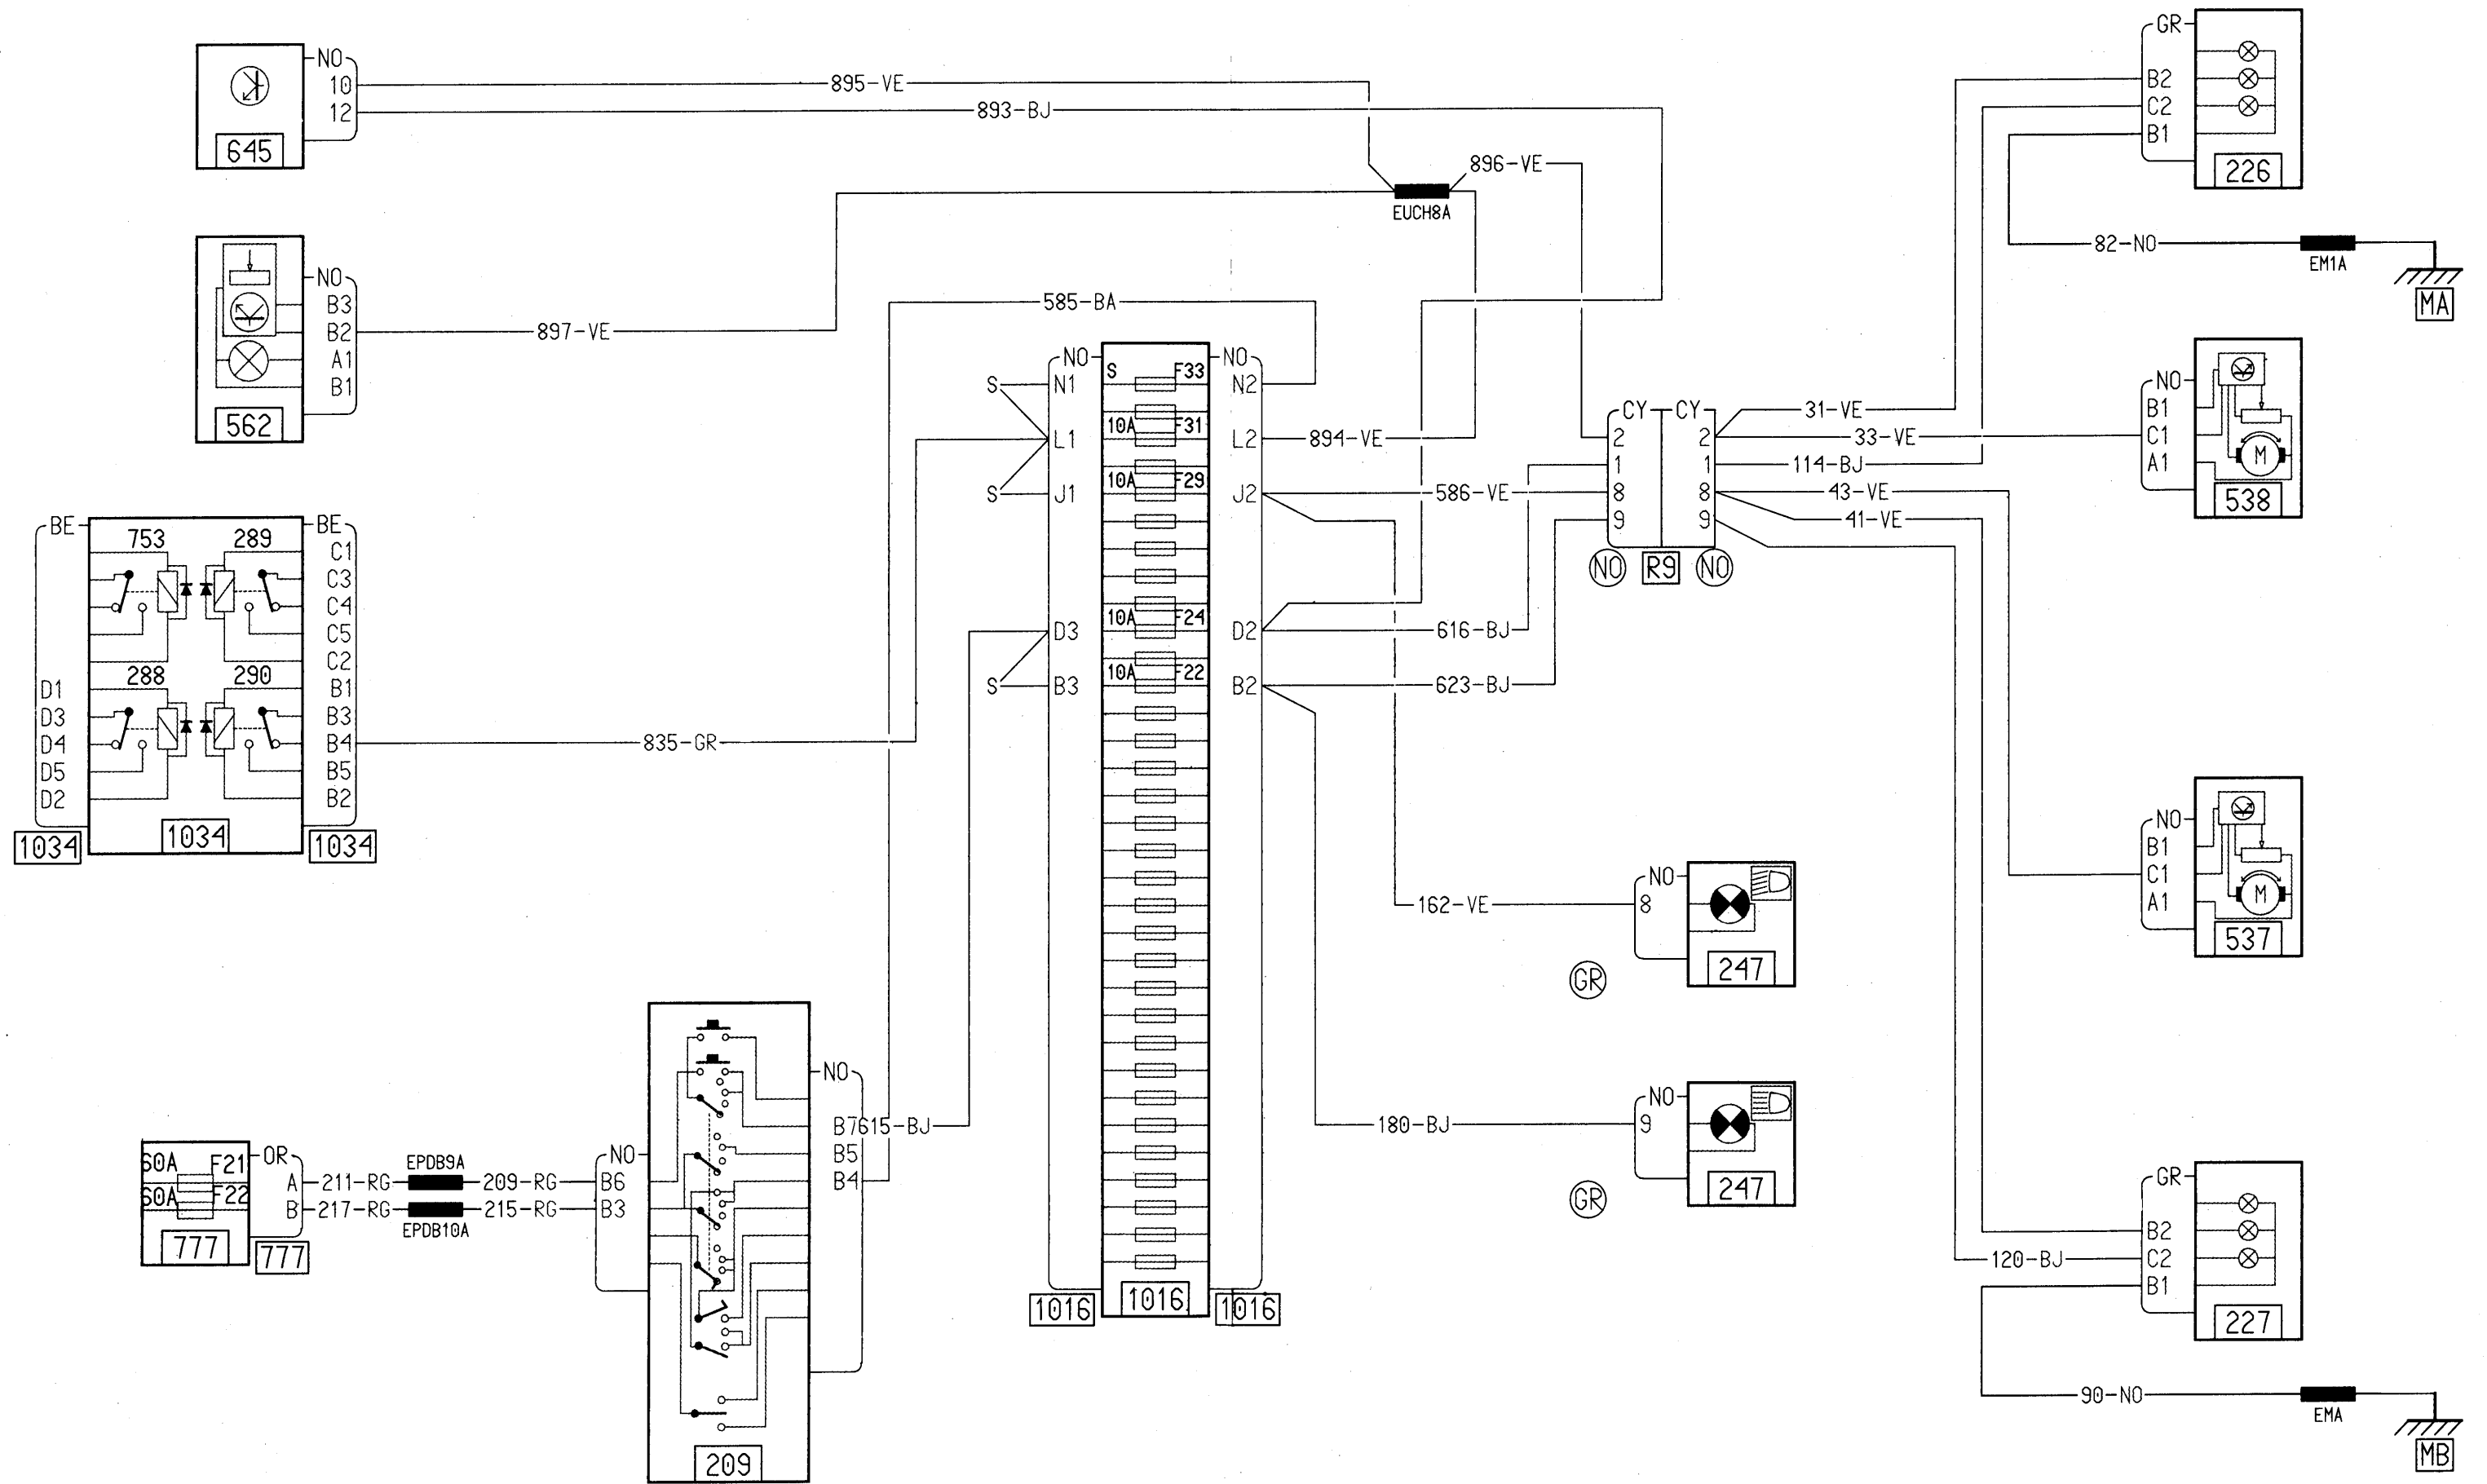 NO
10
12
645
895-VE
893-BJ
896-VE
EUCH8A
GR
B2
C2
B1
226
82-NO
EM1A
MA
NO
B3
B2
A1
B1
562
897-VE
585-BA
NO
N1
L1
J1
D3
B3
S
S
S
S F33
10A F31
10A F29
10A F24
10A F22
NO
N2
L2
J2
D2
B2
894-VE
586-VE
616-BJ
623-BJ
CY CY
2 2
1 1
8 8
9 9
NO R9 NO
31-VE
33-VE
114-BJ
43-VE
41-VE
NO
B1
C1
A1
M
538
BE
753 289
288 290
D1
D3
D4
D5
D2
BE
C1
C3
C4
C5
C2
B1
B3
B4
B5
B2
1034 1034 1034
835-GR
NO
B1
C1
A1
M
537
162-VE
NO
8
247
GR
180-BJ
NO
9
247
GR
NO
B7
B5
B4
615-BJ
F21
F22
OR
A
B
777 777
211-RG
EPDB9A
209-RG
217-RG
EPDB10A
215-RG
NO
B6
B3
209
1016 1016 1016
GR
B2
C2
B1
227
120-BJ
90-NO
EMA
MB